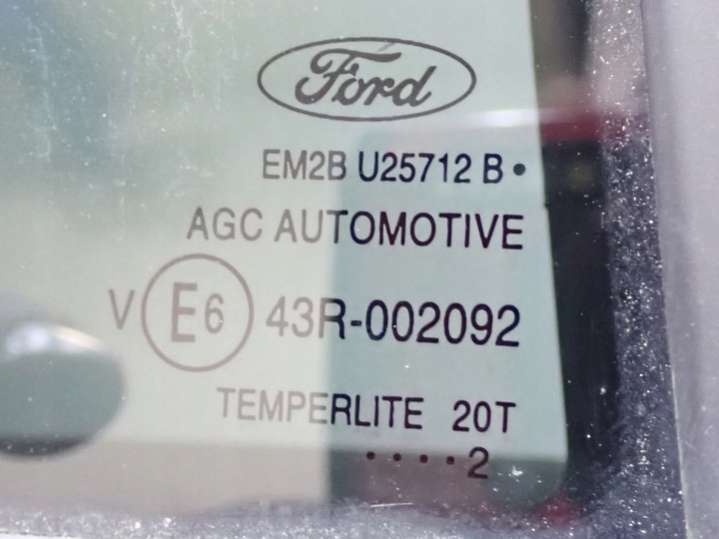 Ford
EM2B U25712 B •
AGC AUTOMOTIVE
V E6 43R-002092
TEMPERLITE 20T
• • • • 2